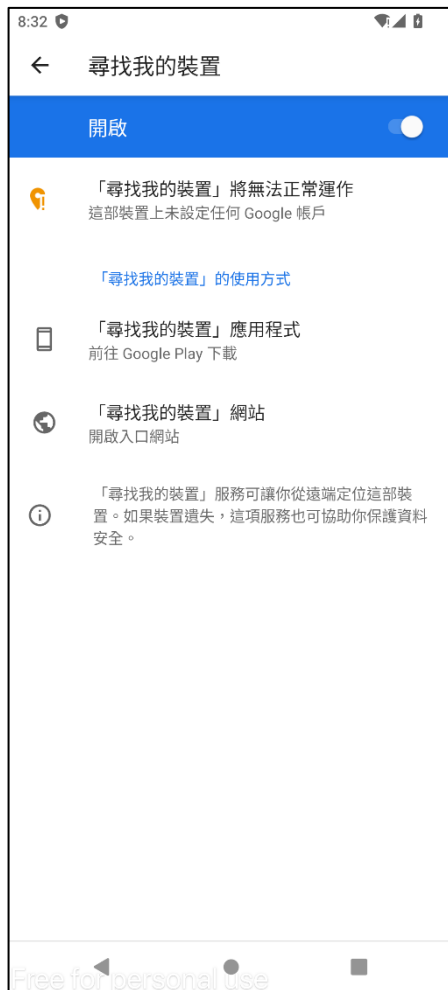 8:32
尋找我的裝置
開啟
「尋找我的裝置」將無法正常運作
這部裝置上未設定任何 Google 帳戶
「尋找我的裝置」的使用方式
「尋找我的裝置」應用程式
前往 Google Play 下載
「尋找我的裝置」網站
開啟入口網站
「尋找我的裝置」服務可讓你從遠端定位這部裝
置。如果裝置遺失，這項服務也可協助你保護資料
安全。
Free for personal use